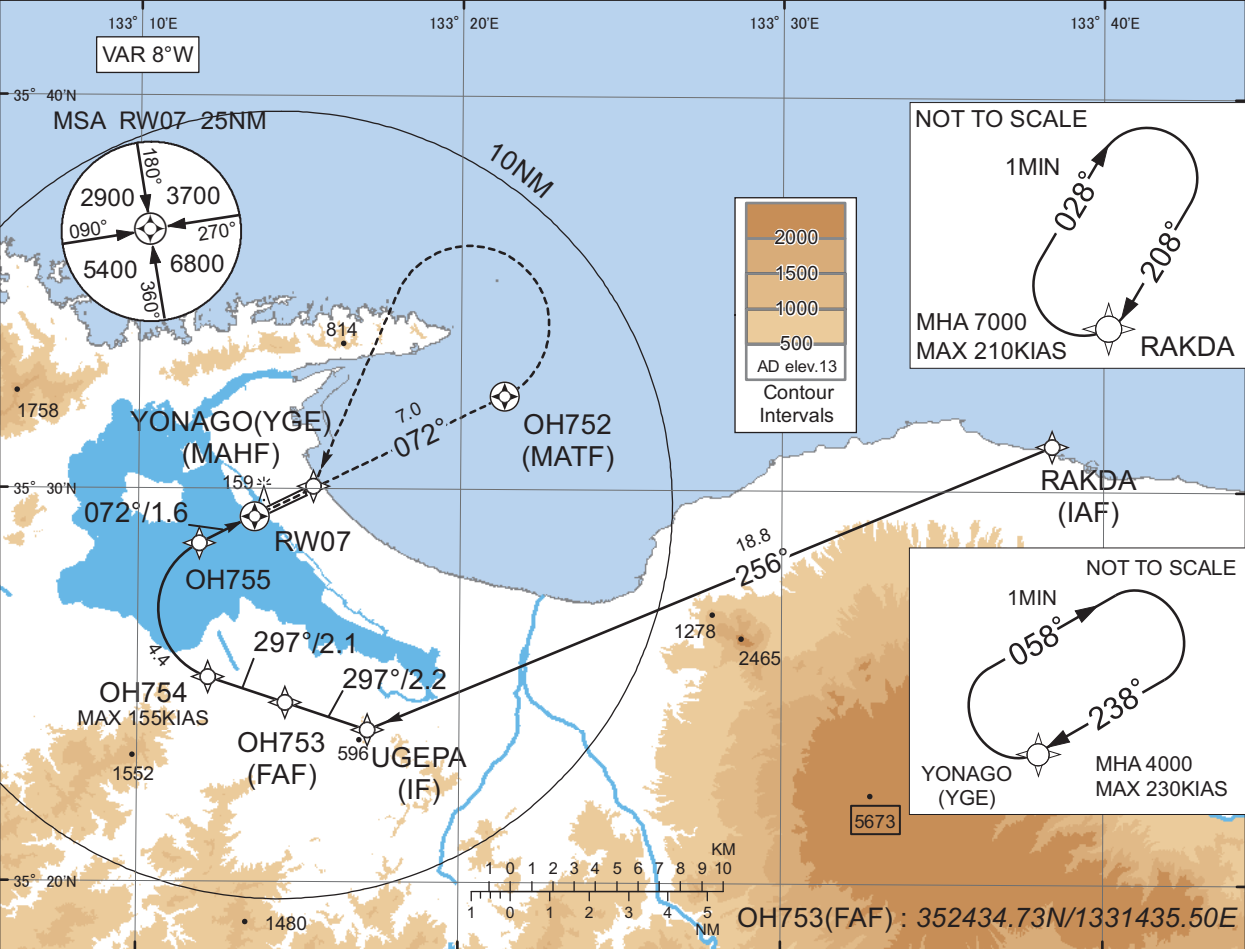 133° 10'E
133° 20'E
133° 30'E
133° 40'E
VAR 8°W
35° 40'N
MSA RW07 25NM
180°
2900
3700
090°
270°
5400
6800
360°
10NM
NOT TO SCALE
1MIN
028°
208°
MHA 7000
MAX 210KIAS
RAKDA
2000
1500
1000
500
AD elev.13
Contour
Intervals
814
1758
YONAGO(YGE)
(MAHF)
7.0
072°
OH752
(MATF)
159
35° 30'N
072°/1.6
RW07
OH755
RAKDA
(IAF)
18.8
256°
NOT TO SCALE
1MIN
058°
238°
YONAGO
(YGE)
MHA 4000
MAX 230KIAS
1278
2465
4.4
297°/2.1
297°/2.2
OH754
MAX 155KIAS
OH753
(FAF)
596
UGEPA
(IF)
1552
5673
35° 20'N
KM
1 0 1 2 3 4 5 6 7 8 9 10
1 0 1 2 3 4 5
NM
1480
OH753(FAF) : 352434.73N/1331435.50E